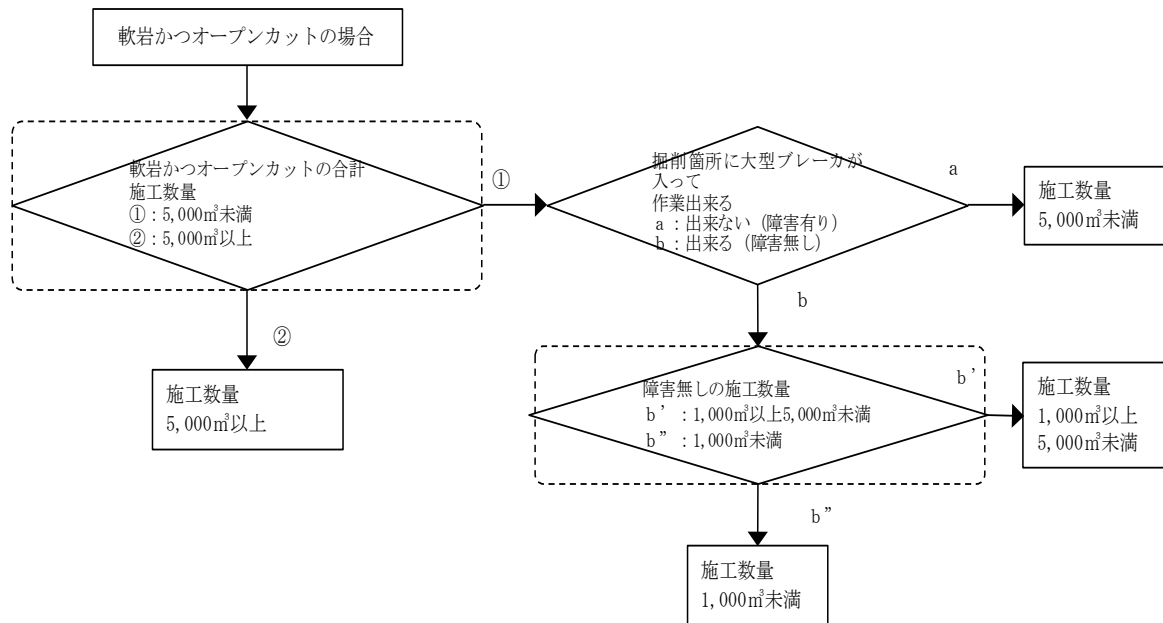 軟岩かつオープンカットの場合
軟岩かつオープンカットの合計
施工数量
①：5,000㎥未満
②：5,000㎥以上
①
掘削箇所に大型ブレーカが
入って
作業出来る
a：出来ない（障害有り）
b：出来る（障害無し）
a
施工数量
5,000㎥未満
②
b
施工数量
5,000㎥以上
障害無しの施工数量
b’：1,000㎥以上5,000㎥未満
b”：1,000㎥未満
b’
施工数量
1,000㎥以上
5,000㎥未満
b”
施工数量
1,000㎥未満